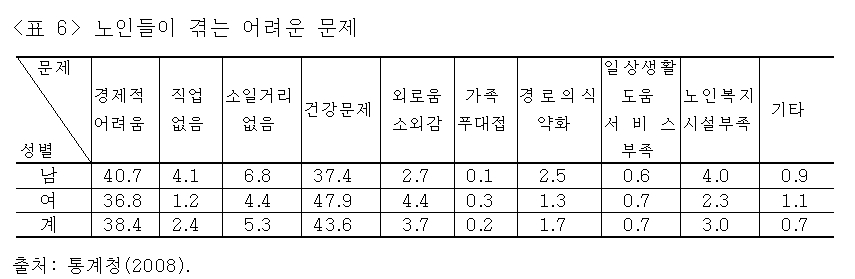 <표 6> 노인들이 겪는 어려운 문제
문제
성별
경제적
어려움
직업
없음
소일거리
없음
건강문제
외로움
소외감
가족
푸대접
경로의식
약화
일상생활
도움
서비스
부족
노인복지
시설부족
기타
남 40.7 4.1 6.8 37.4 2.7 0.1 2.5 0.6 4.0 0.9
여 36.8 1.2 4.4 47.9 4.4 0.3 1.3 0.7 2.3 1.1
계 38.4 2.4 5.3 43.6 3.7 0.2 1.7 0.7 3.0 0.7
출처: 통계청(2008).